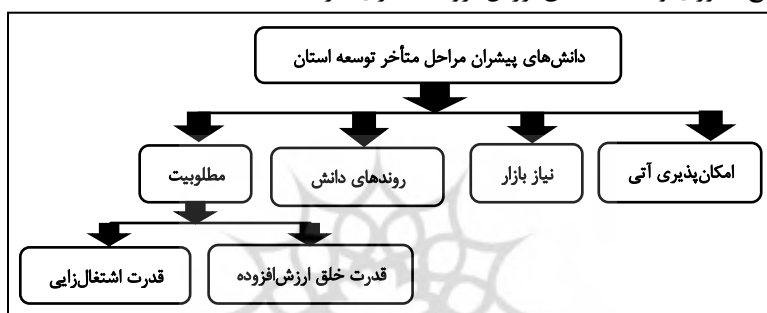 دانش‌های پیشران مراحل متأخر توسعه استان
امکان‌پذیری آتی
نیاز بازار
روندهای دانش
مطلوبیت
قدرت خلق ارزش‌افزوده
قدرت اشتغال‌زایی